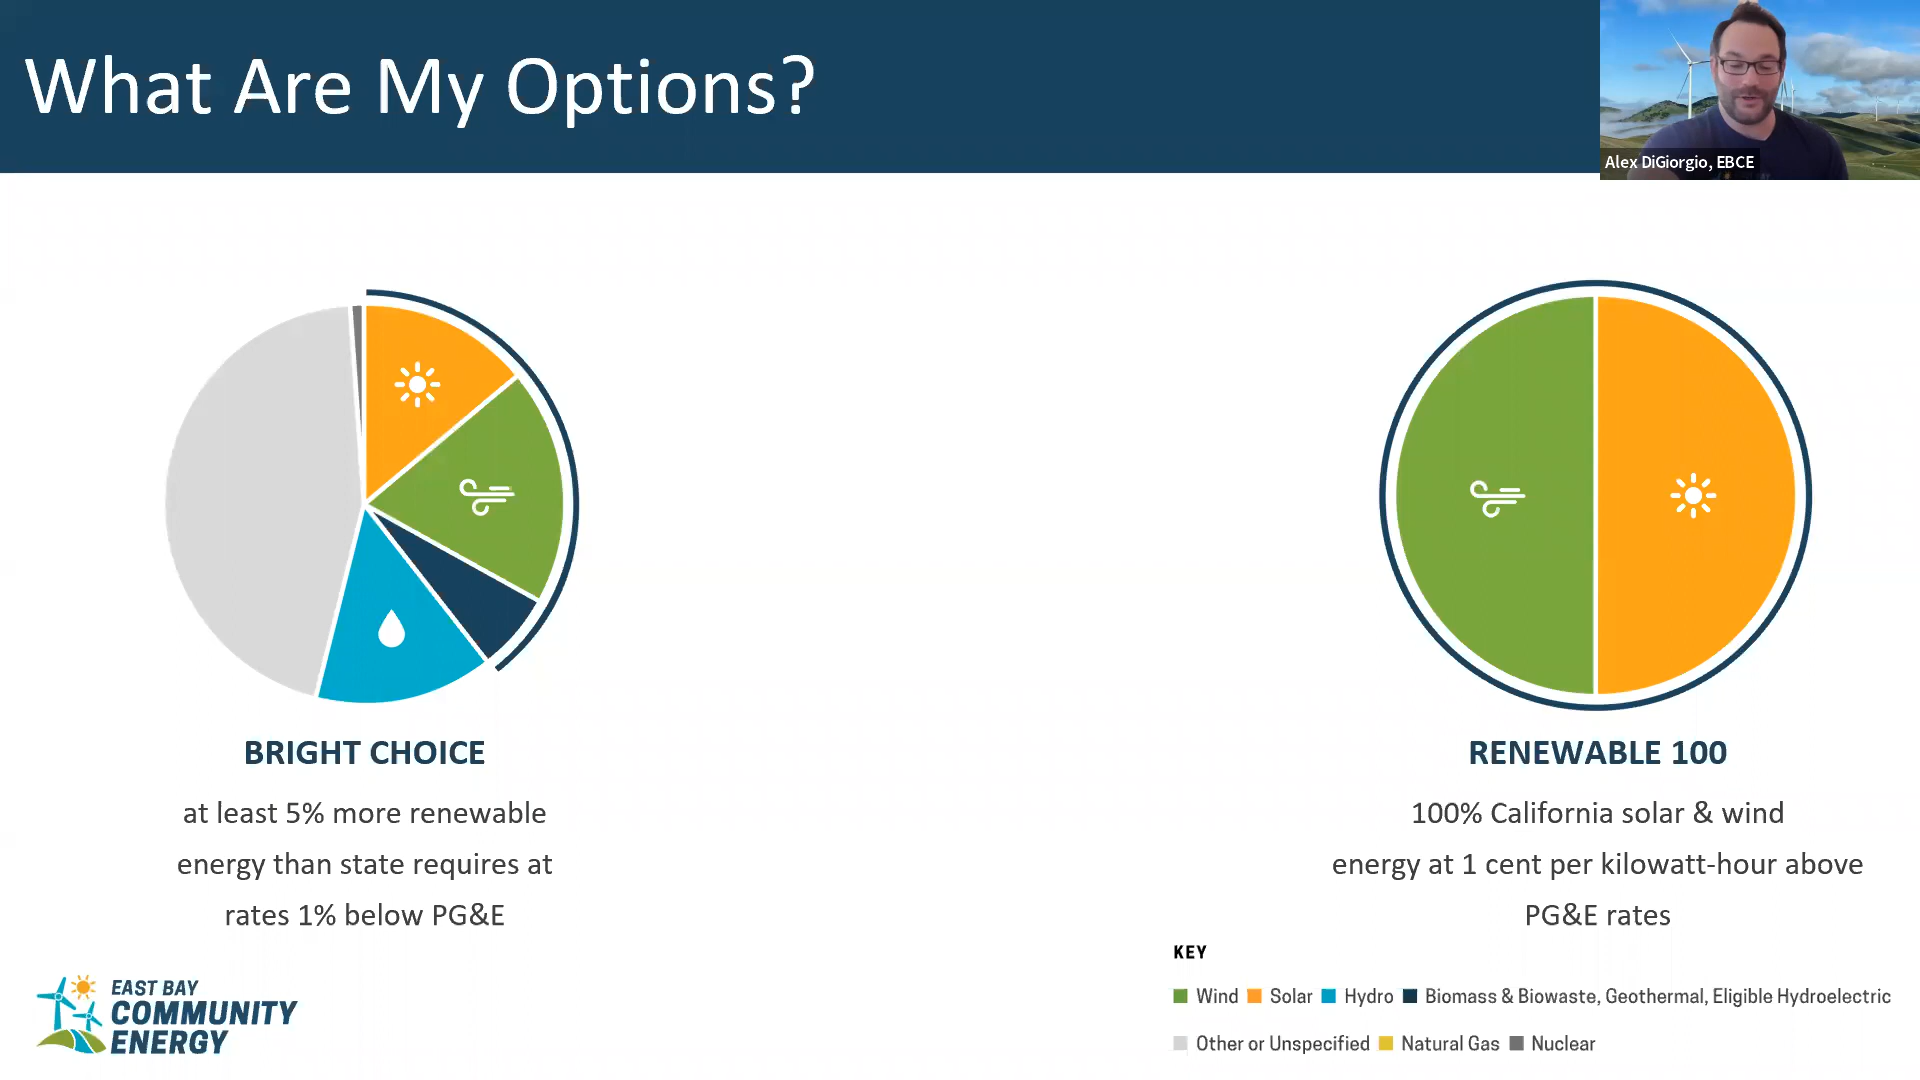 What Are My Options?
Alex DiGiorgio, EBCE
BRIGHT CHOICE
at least 5% more renewable
energy than state requires at
rates 1% below PG&E
RENEWABLE 100
100% California solar & wind
energy at 1 cent per kilowatt-hour above
PG&E rates
KEY
Wind Solar Hydro Biomass & Biowaste, Geothermal, Eligible Hydroelectric
Other or Unspecified Natural Gas Nuclear
EAST BAY
COMMUNITY
ENERGY